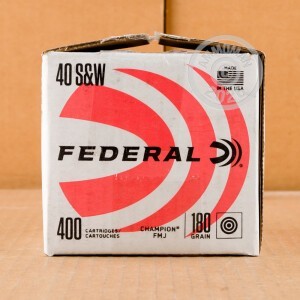 40 S&W
MADE
IN THE USA
FEDERAL
®
400 CARTRIDGES/
CARTOUCHES
CHAMPION®
FMJ
180
GRAIN